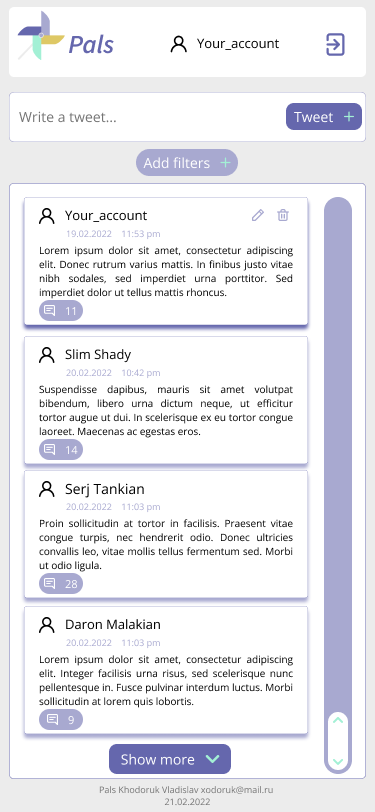 Pals
Your_account
Write a tweet...
Tweet +
Add filters +
Your_account
19.02.2022 11:53 pm
Lorem ipsum dolor sit amet, consectetur adipiscing
elit. Donec rutrum varius mattis. In finibus justo vitae
nibh sodales, sed imperdiet urna porttitor. Sed
imperdiet dolor ut tellus mattis rhoncus.
11
Slim Shady
20.02.2022 10:42 pm
Suspendisse dapibus, mauris sit amet volutpat
bibendum, libero urna dictum neque, ut efficitur
tortor augue ut dui. In scelerisque ex eu tortor congue
laoreet. Maecenas ac egestas eros.
14
Serj Tankian
20.02.2022 11:03 pm
Proin sollicitudin at tortor in facilisis. Praesent vitae
congue turpis, nec hendrerit odio. Donec ultricies
convallis leo, vitae mollis tellus fermentum sed. Morbi
ut odio ligula.
28
Daron Malakian
20.02.2022 11:03 pm
Lorem ipsum dolor sit amet, consectetur adipiscing
elit. Integer facilisis urna risus, sed scelerisque nunc
pellentesque in. Fusce pulvinar interdum luctus. Morbi
sollicitudin at lorem quis lobortis.
9
Show more
Pals Khodoruk Vladislav xodoruk@mail.ru
21.02.2022